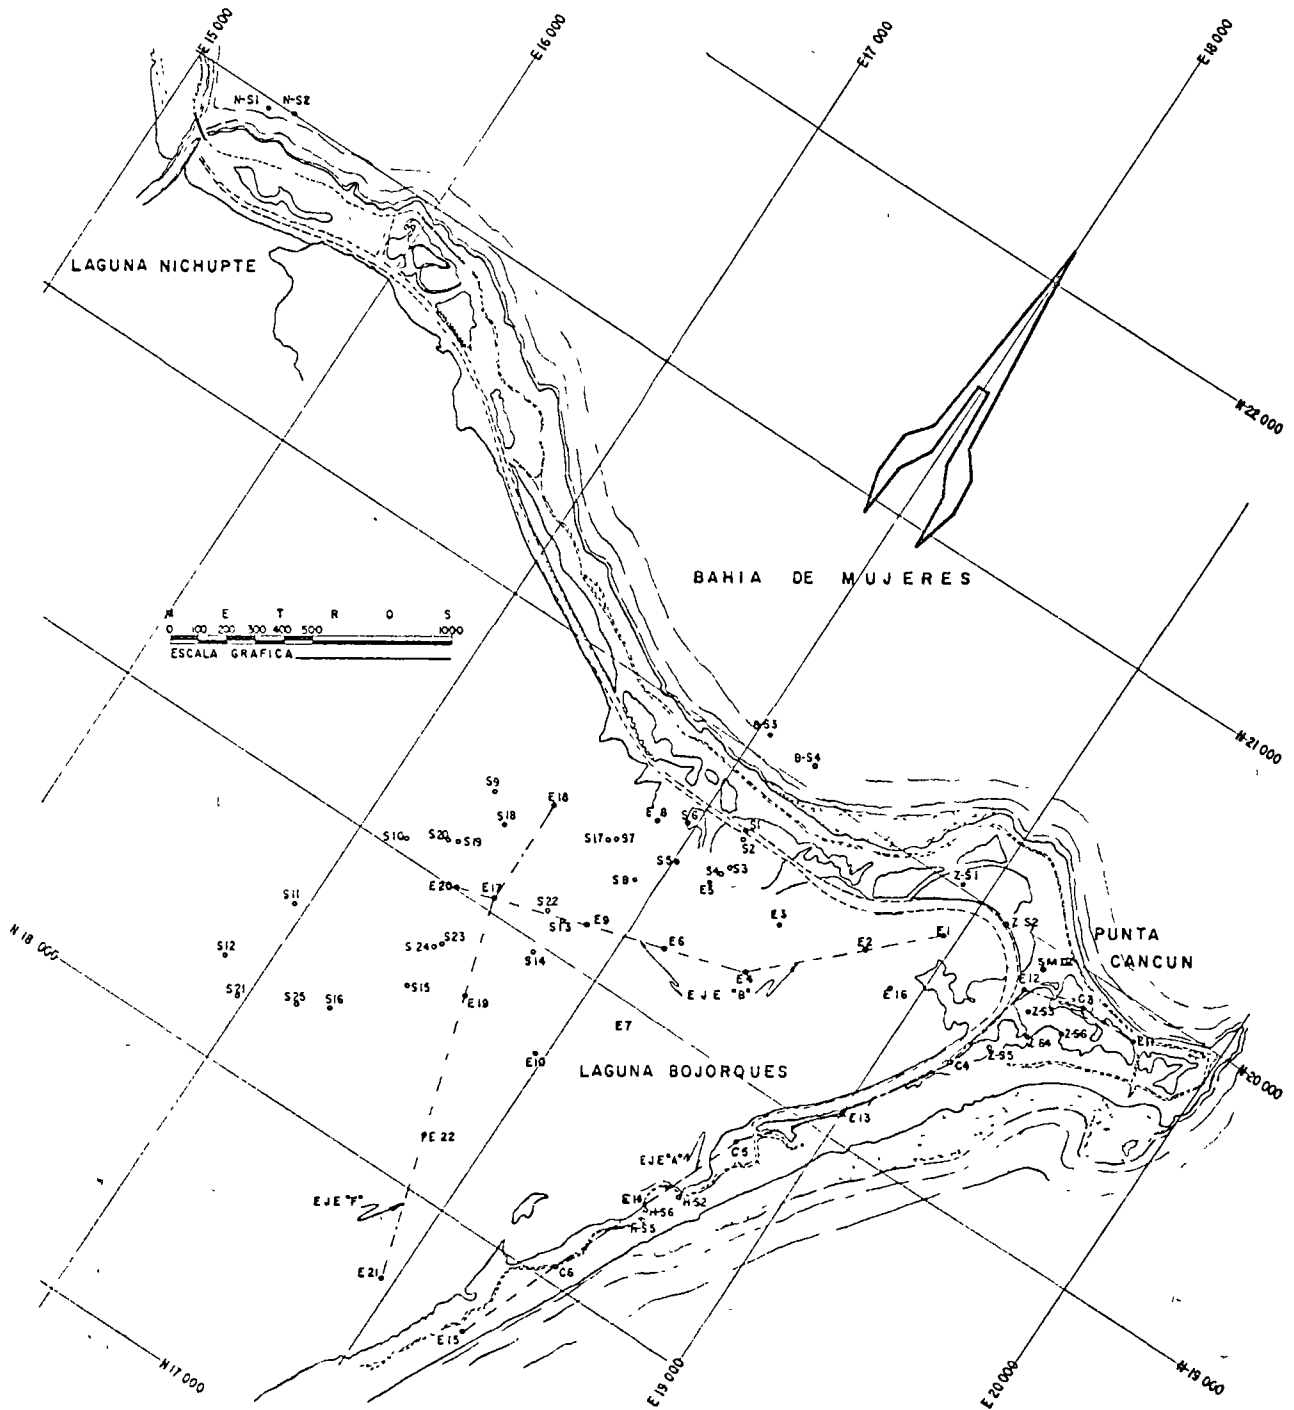 E 15 000
E 16 000
E 17 000
E 18 000
N-S1
N-S2
LAGUNA NICHUPTE
N-22 000
BAHIA DE MUJERES
M E T R O S
0 100 200 300 400 500 1000
ESCALA GRAFICA
N-21 000
B-S3
B-S4
S9
E18
S18
S10
S20
S19
S17
S7
E 8
S6
S1
S2
S5
S4
S3
E5
S8
E20
E17
Z-S1
S11
S22
S13
E9
E3
Z S2
E1
PUNTA
CANCUN
N 18 000
S12
S 24
S23
S14
E6
E2
E4
EJE "B"
E12
C3
S21
S25
S16
S15
E19
E16
Z-S3
E7
Z S4
Z-S6
E11
Z-S5
E10
LAGUNA BOJORQUES
C4
N-20 000
E 22
E13
C5
EJE "A"
E14
H-S2
H-S6
H-S5
EJE "F"
E21
C6
E15
N 17 000
E 19 000
E 20 000
N-19 000